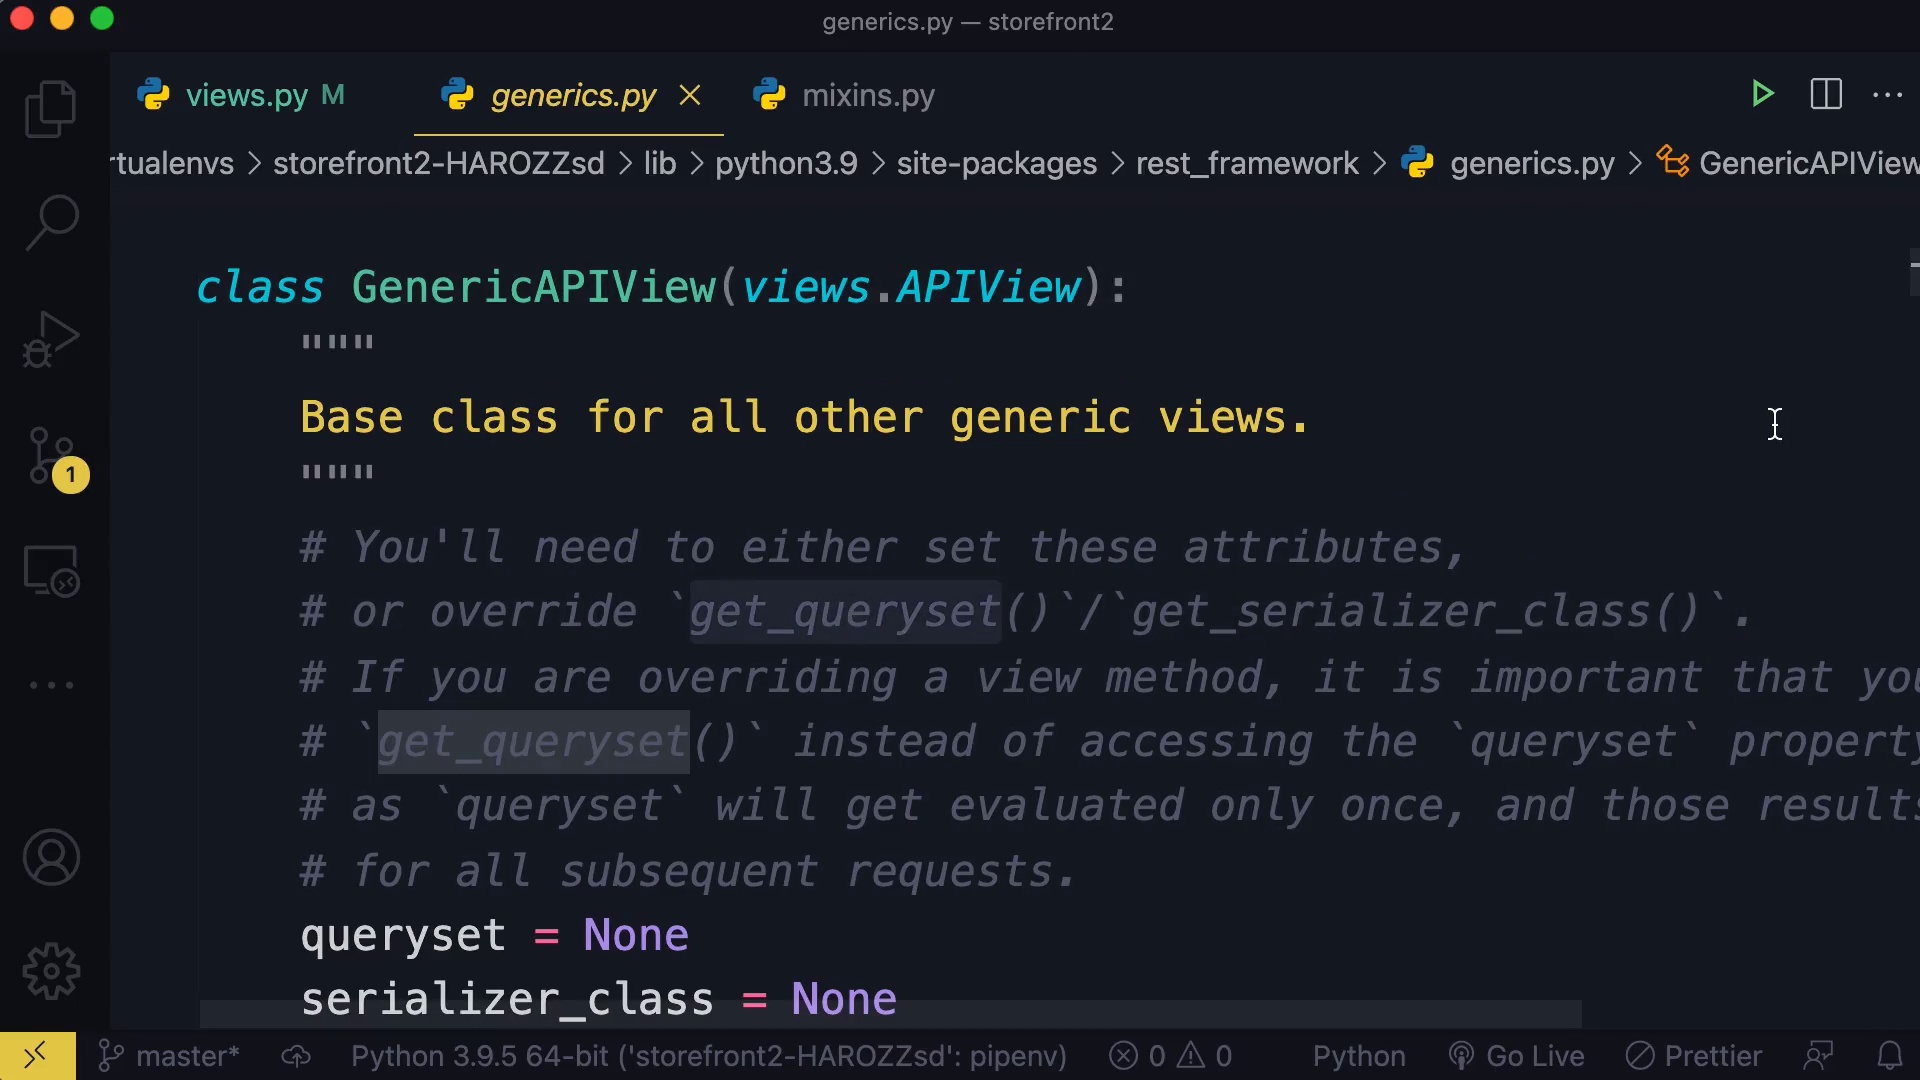 generics.py — storefront2
views.py M generics.py mixins.py
rtualenvs > storefront2-HAROZZsd > lib > python3.9 > site-packages > rest_framework > generics.py > GenericAPIView
class GenericAPIView(views.APIView):
"""
Base class for all other generic views.
"""
# You'll need to either set these attributes,
# or override `get_queryset()`/`get_serializer_class()`.
# If you are overriding a view method, it is important that you
# `get_queryset()` instead of accessing the `queryset` property
# as `queryset` will get evaluated only once, and those results
# for all subsequent requests.
queryset = None
serializer_class = None
1
master* Python 3.9.5 64-bit ('storefront2-HAROZZsd': pipenv) 0 0 Python Go Live Prettier